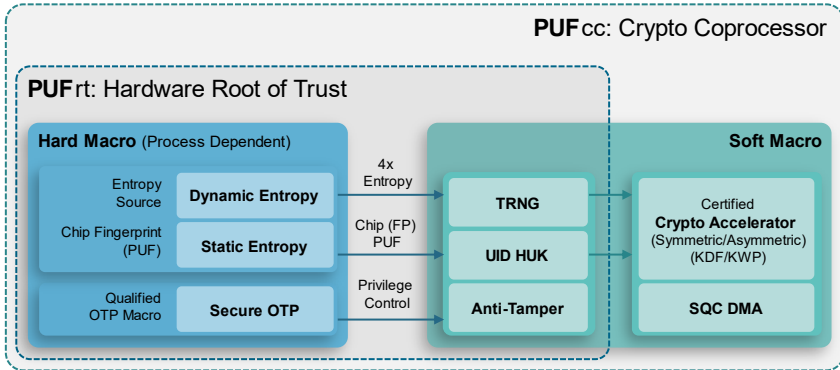 PUFcc: Crypto Coprocessor
PUFrt: Hardware Root of Trust
Hard Macro (Process Dependent)
Soft Macro
Entropy
Source
Dynamic Entropy
4x
Entropy
TRNG
Chip Fingerprint
(PUF)
Static Entropy
Chip (FP)
PUF
UID HUK
Certified
Crypto Accelerator
(Symmetric/Asymmetric)
(KDF/KWP)
Qualified
OTP Macro
Secure OTP
Privilege
Control
Anti-Tamper
SQC DMA